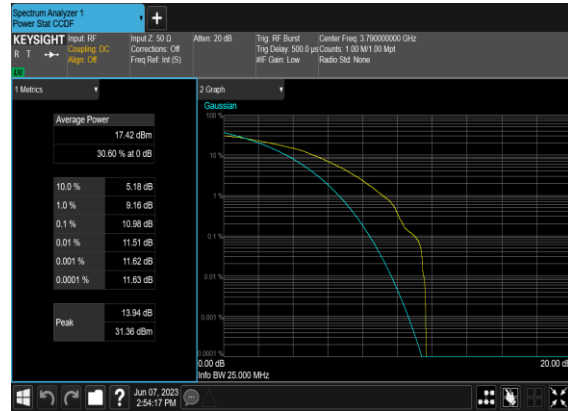 Spectrum Analyzer 1
Power Stat CCDF
+
KEYSIGHT Input: RF Input Z: 50 Ω Atten: 20 dB Trig: RF Burst Center Freq: 3.790000000 GHz
R T Coupling: DC Corrections: Off Trig Delay: 500.0 µs Counts: 1.00 M/1.00 Mpt
Align: Off Freq Ref: Int (S) #IF Gain: Low Radio Std: None
1 Metrics
Average Power
17.42 dBm
30.60 % at 0 dB
10.0 % 5.18 dB
1.0 % 9.16 dB
0.1 % 10.98 dB
0.01 % 11.51 dB
0.001 % 11.62 dB
0.0001 % 11.63 dB
Peak 13.94 dB
31.36 dBm
2 Graph
Gaussian
100 %
10 %
1 %
0.1 %
0.01 %
0.001 %
0.0001 %
0.00 dB 20.00 dB
Info BW 25.000 MHz
? Jun 07, 2023
2:54:17 PM